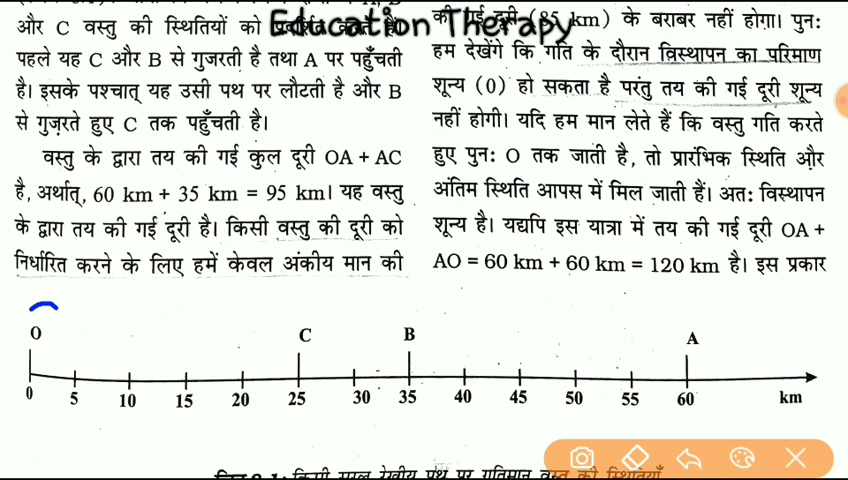 Education Therapy
और C वस्तु की स्थितियों को
पहले यह C और B से गुजरती है तथा A पर पहुँचती
है। इसके पश्चात् यह उसी पथ पर लौटती है और B
से गुज़रते हुए C तक पहुँचती है।
वस्तु के द्वारा तय की गई कुल दूरी OA + AC
है, अर्थात्, 60 km + 35 km = 95 km। यह वस्तु
के द्वारा तय की गई दूरी है। किसी वस्तु की दूरी को
निर्धारित करने के लिए हमें केवल अंकीय मान की
km) के बराबर नहीं होगा। पुन:
हम देखेंगे कि गति के दौरान विस्थापन का परिमाण
शून्य (0) हो सकता है परंतु तय की गई दूरी शून्य
नहीं होगी। यदि हम मान लेते हैं कि वस्तु गति करते
हुए पुन: O तक जाती है, तो प्रारंभिक स्थिति और
अंतिम स्थिति आपस में मिल जाती हैं। अत: विस्थापन
शून्य है। यद्यपि इस यात्रा में तय की गई दूरी OA +
AO = 60 km + 60 km = 120 km है। इस प्रकार
O C B A
0 5 10 15 20 25 30 35 40 45 50 55 60 km